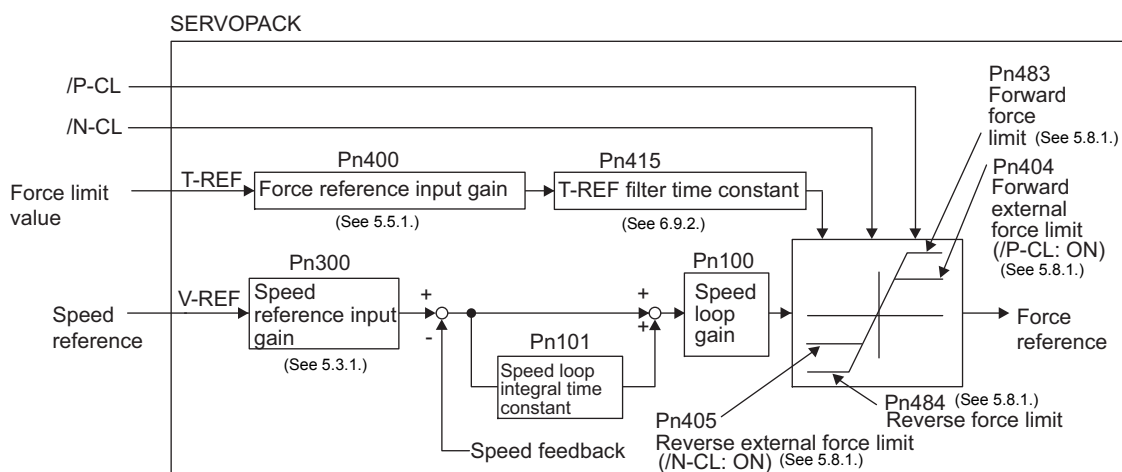 SERVOPACK
/P-CL
/N-CL
Force limit
value
T-REF
Pn400
Force reference input gain
(See 5.5.1.)
Pn415
T-REF filter time constant
(See 6.9.2.)
Pn483
Forward
force
limit (See 5.8.1.)
Pn404
Forward
external
force limit
(/P-CL: ON)
(See 5.8.1.)
Speed
reference
V-REF
Pn300
Speed
reference input
gain
(See 5.3.1.)
+
-
Pn101
Speed loop
integral time
constant
+
+
Pn100
Speed
loop
gain
Force
reference
Speed feedback
Pn405
Reverse external force limit
(/N-CL: ON) (See 5.8.1.)
Pn484 (See 5.8.1.)
Reverse force limit